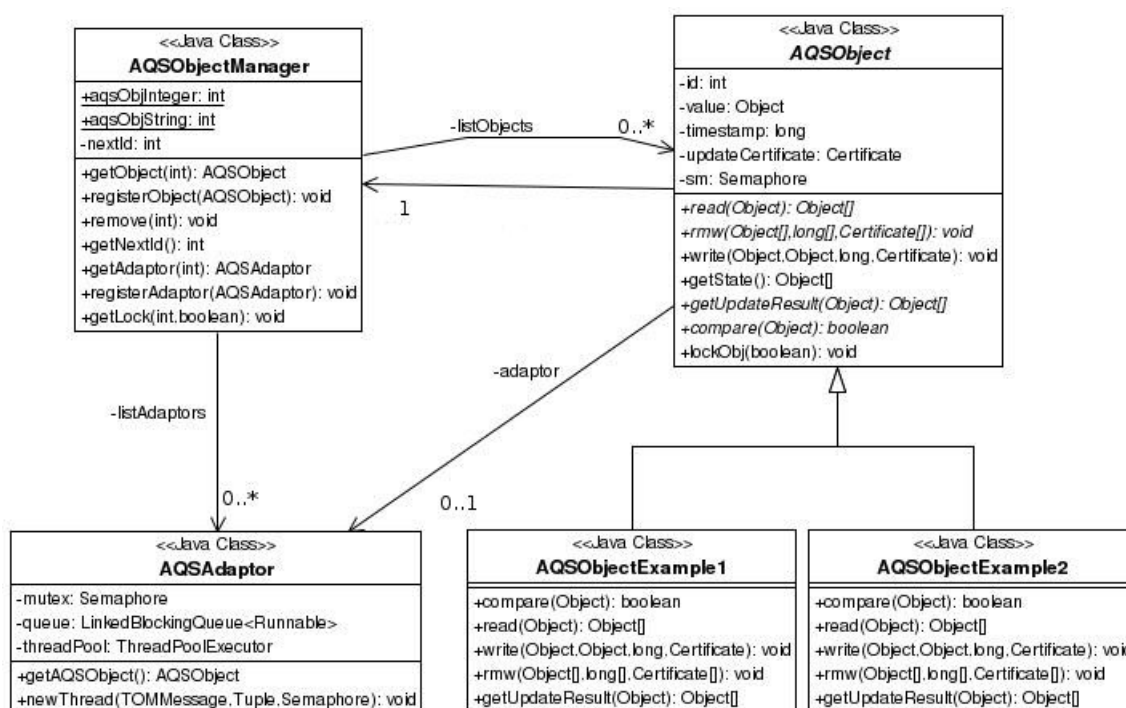 <<Java Class>>
AQSObjectManager
+aqsObjInteger: int
+aqsObjString: int
-nextId: int
+getObject(int): AQSObject
+registerObject(AQSObject): void
+remove(int): void
+getNextId(): int
+getAdaptor(int): AQSAdaptor
+registerAdaptor(AQSAdaptor): void
+getLock(int.boolean): void
-listObjects
0..*
1
<<Java Class>>
AQSObject
-id: int
-value: Object
-timestamp: long
-updateCertificate: Certificate
-sm: Semaphore
+read(Object): Object[]
+rmw(Object[],long[],Certificate[]): void
+write(Object,Object,long,Certificate): void
+getState(): Object[]
+getUpdateResult(Object): Object[]
+compare(Object): boolean
+lockObj(boolean): void
-adaptor
-listAdaptors
0..*
0..1
<<Java Class>>
AQSAdaptor
-mutex: Semaphore
-queue: LinkedBlockingQueue<Runnable>
-threadPool: ThreadPoolExecutor
+getAQSObject(): AQSObject
+newThread(TOMMessage,Tuple,Semaphore): void
<<Java Class>>
AQSObjectExample1
+compare(Object): boolean
+read(Object): Object[]
+write(Object,Object,long,Certificate): void
+rmw(Object[],long[],Certificate[]): void
+getUpdateResult(Object): Object[]
<<Java Class>>
AQSObjectExample2
+compare(Object): boolean
+read(Object): Object[]
+write(Object,Object,long,Certificate): void
+rmw(Object[],long[],Certificate[]): void
+getUpdateResult(Object): Object[]